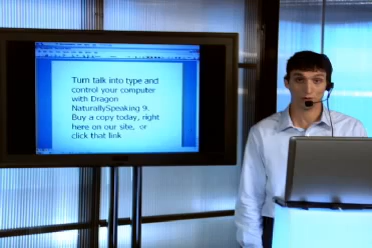 Turn talk into type and
control your computer
with Dragon
NaturallySpeaking 9.
Buy a copy today, right
here on our site,  or
click that link